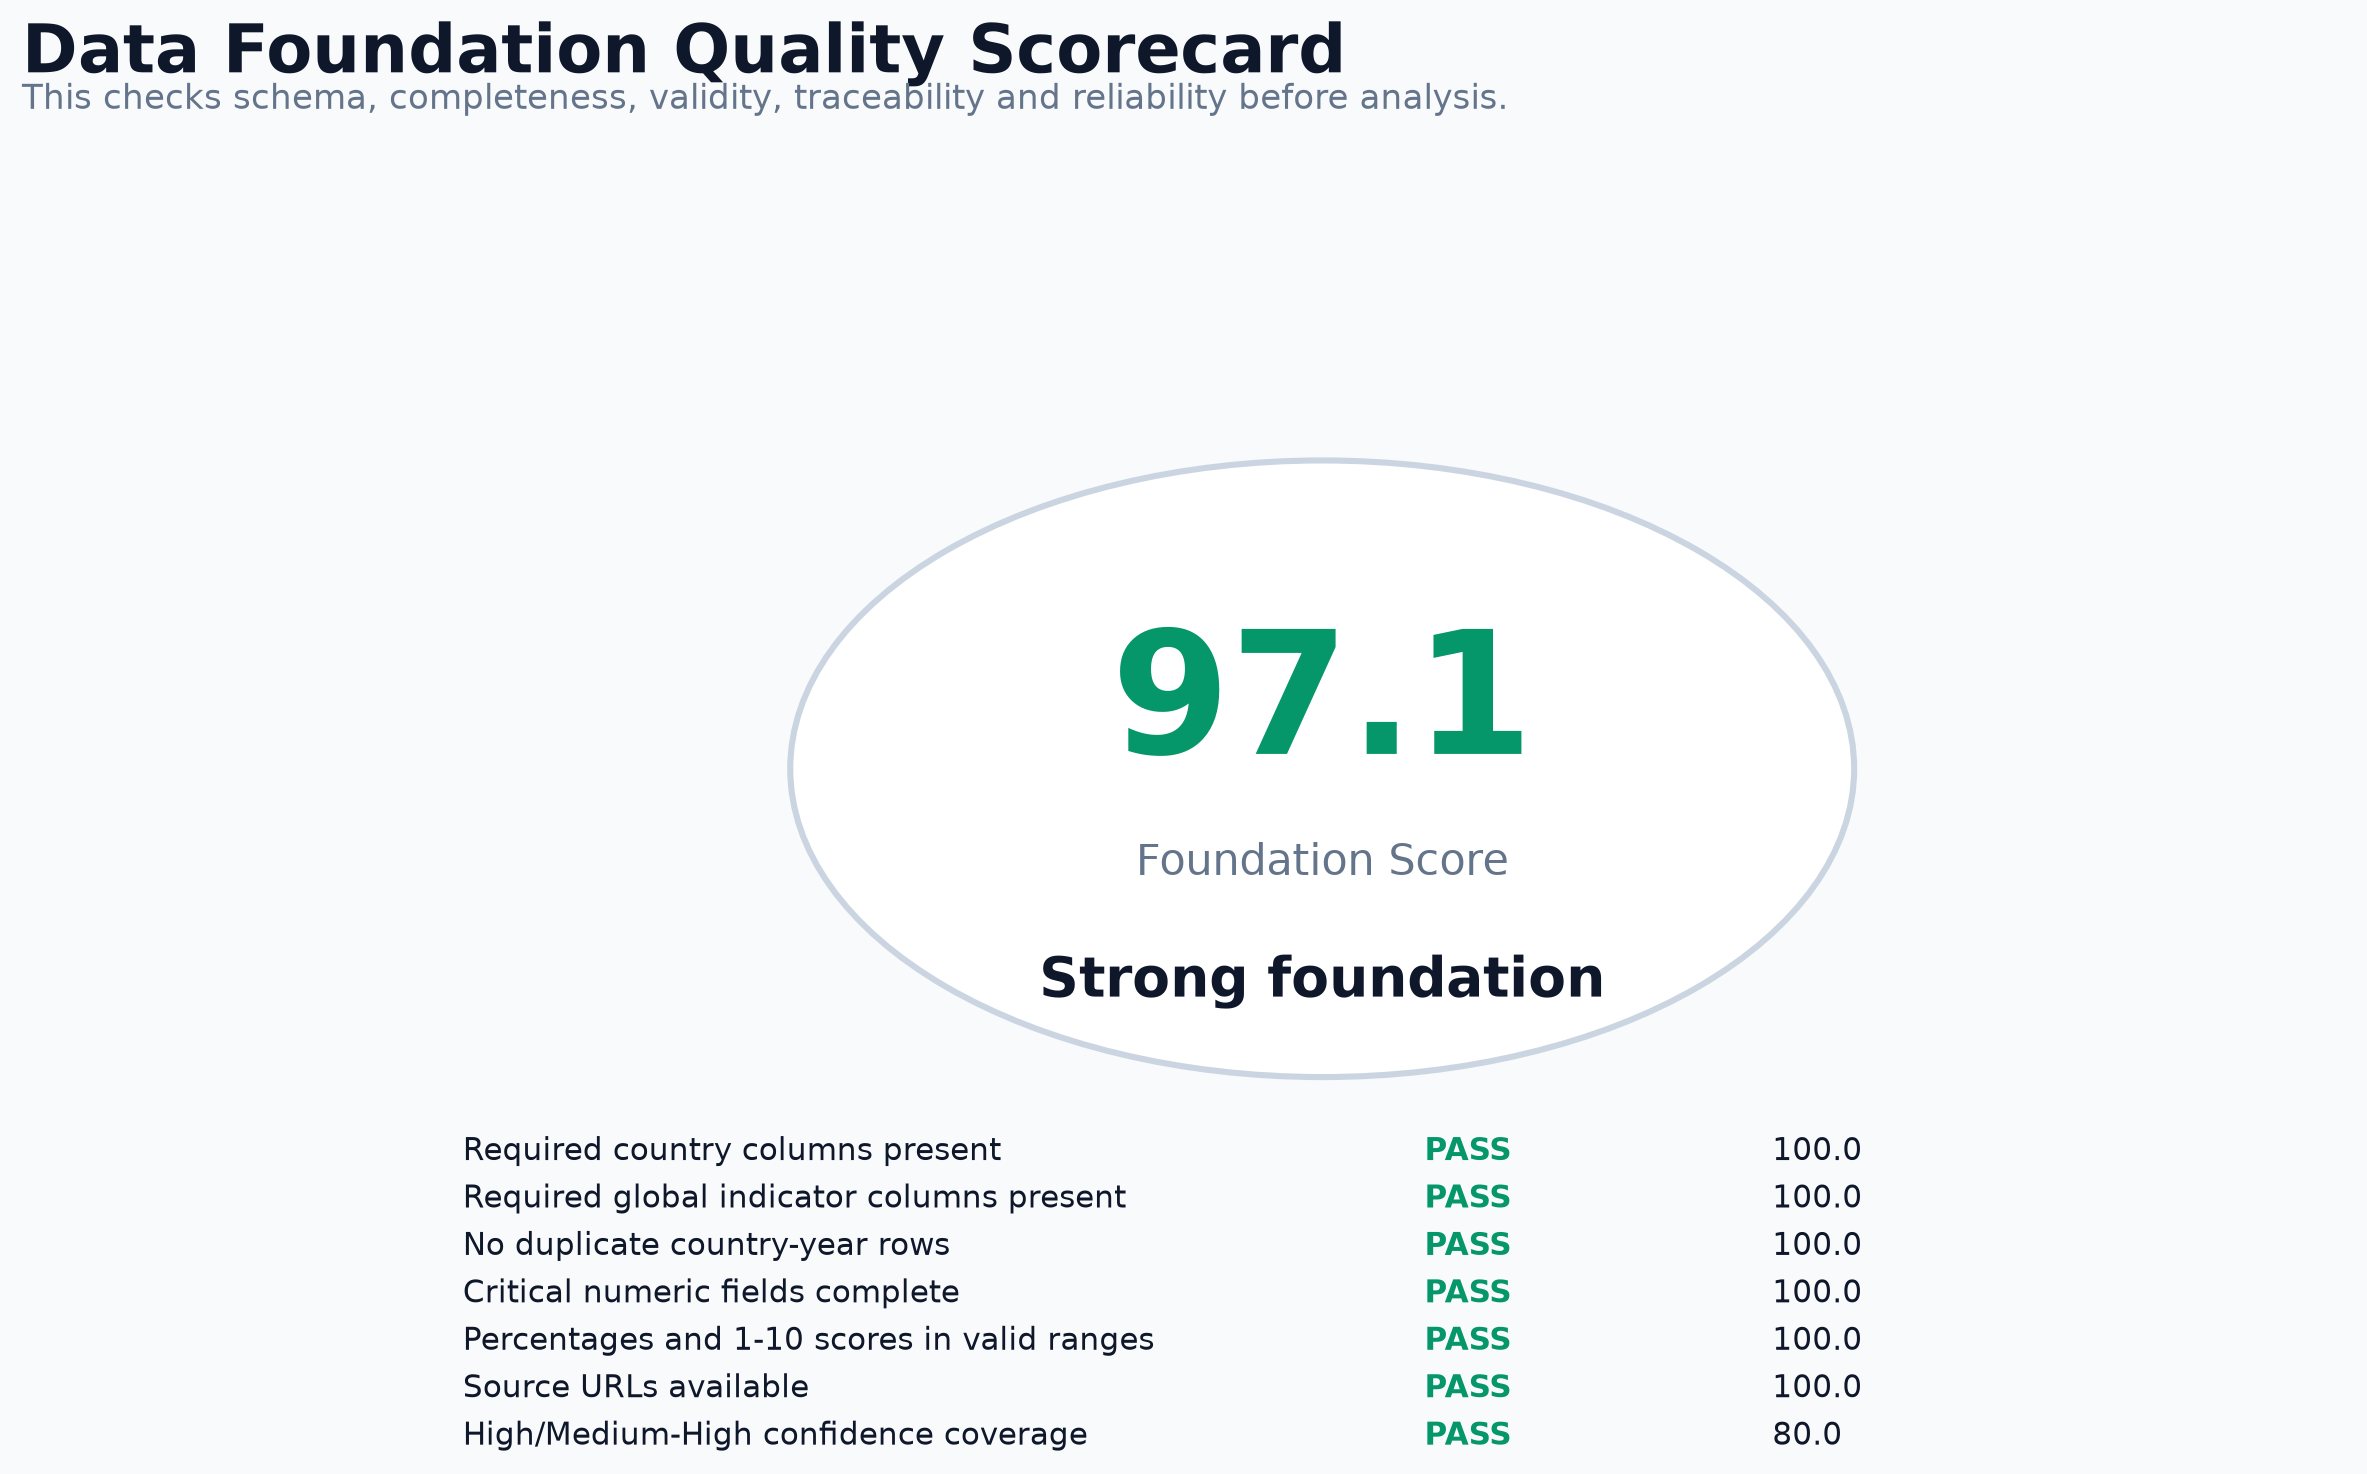 Data Foundation Quality Scorecard
This checks schema, completeness, validity, traceability and reliability before analysis.
97.1
Foundation Score
Strong foundation
Required country columns present PASS 100.0
Required global indicator columns present PASS 100.0
No duplicate country-year rows PASS 100.0
Critical numeric fields complete PASS 100.0
Percentages and 1-10 scores in valid ranges PASS 100.0
Source URLs available PASS 100.0
High/Medium-High confidence coverage PASS 80.0